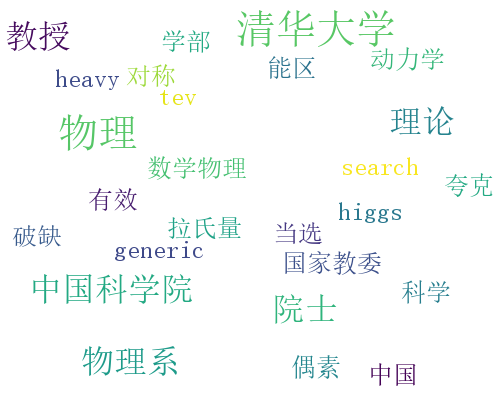 清华大学
教授
学部
动力学
能区
heavy
对称
tev
理论
物理
数学物理
search
夸克
有效
higgs
拉氏量
当选
破缺
generic
国家教委
中国科学院
科学
院士
物理系
偶素
中国